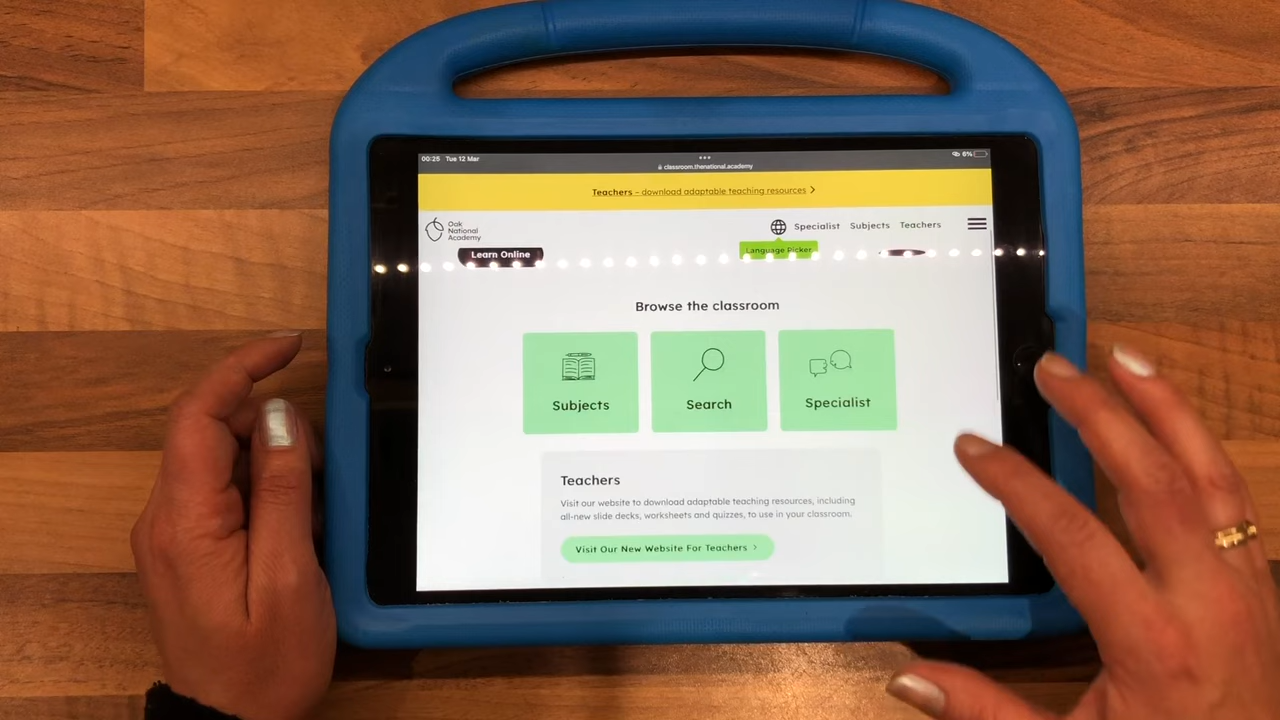 00:25 Tue 12 Mar
6%
classroom.thenational.academy
Teachers – download adaptable teaching resources
Oak
National
Academy
Specialist Subjects Teachers
Learn Online
Language Picker
Browse the classroom
Subjects
Search
Specialist
Teachers
Visit our website to download adaptable teaching resources, including
all-new slide decks, worksheets and quizzes, to use in your classroom.
Visit Our New Website For Teachers